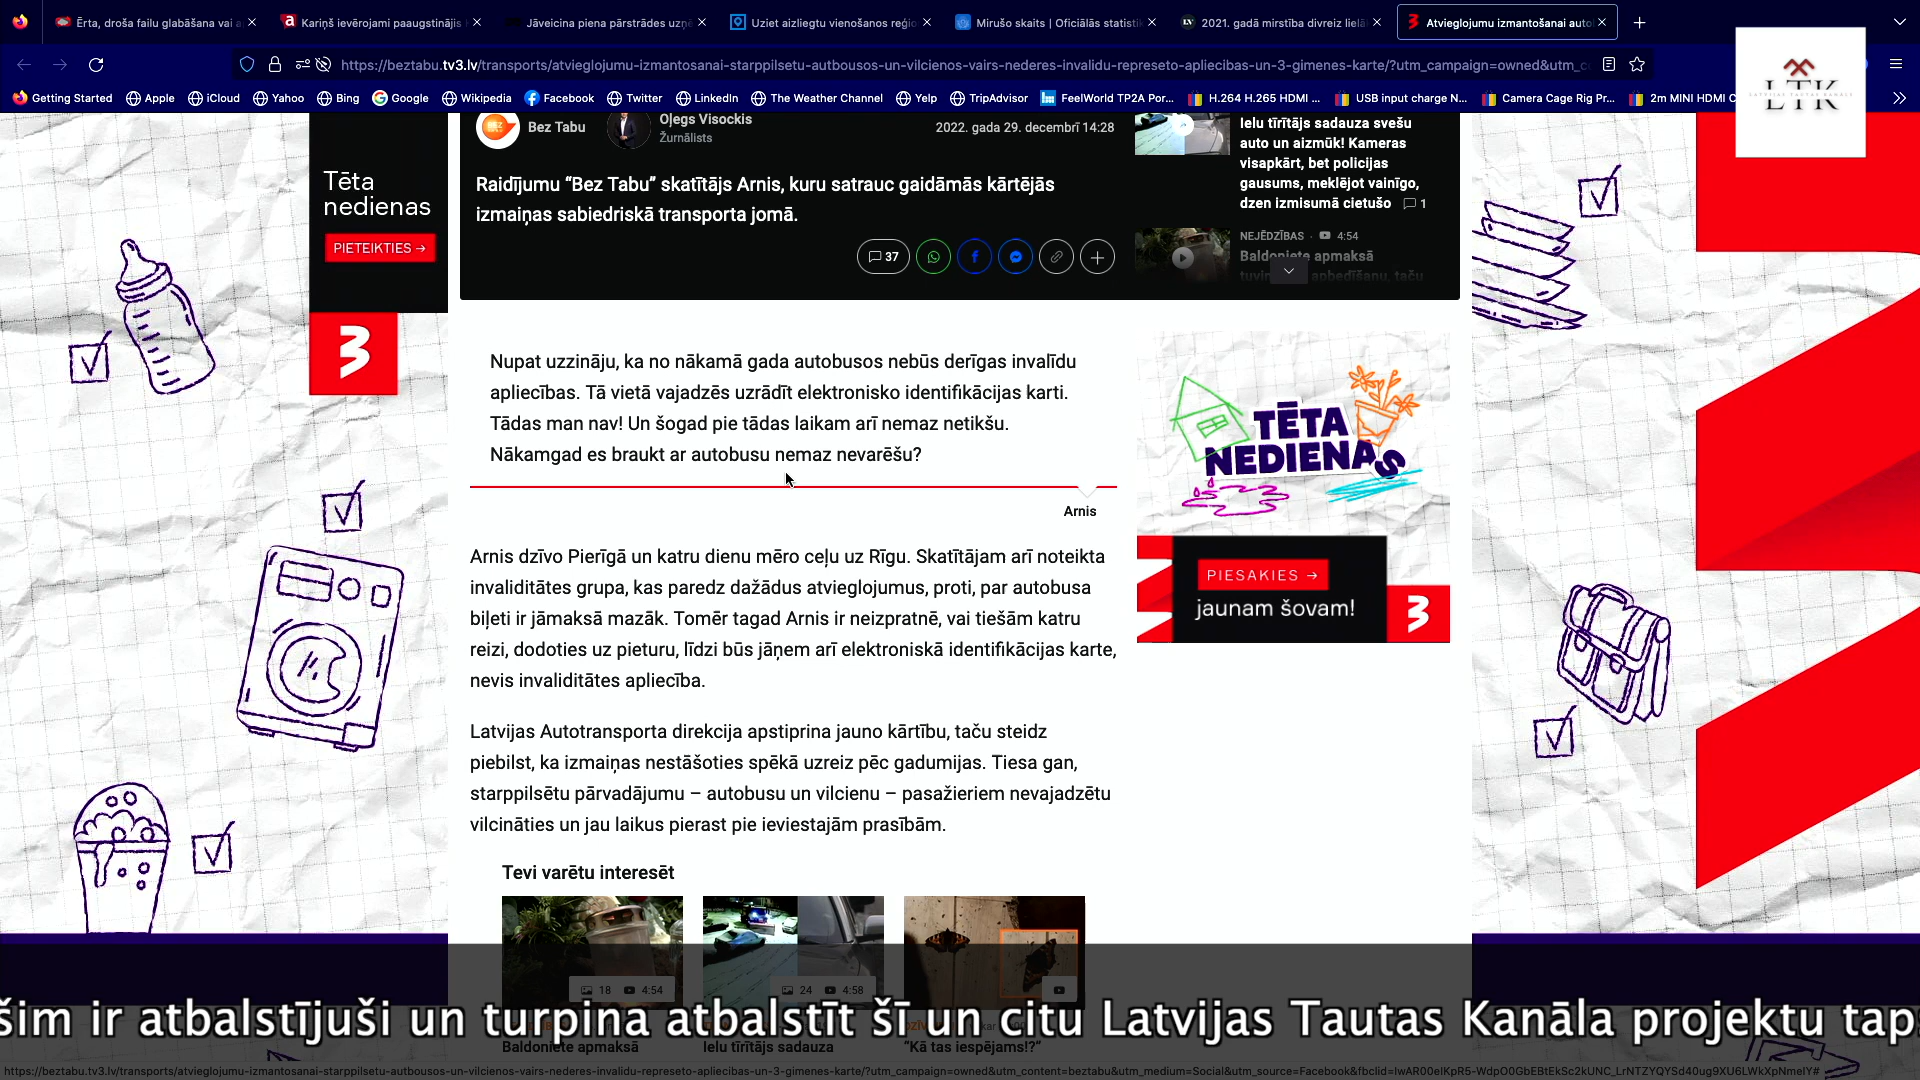 Ērta, droša failu glabāšana vai a
Kariņš ievērojami paaugstinājis
Jāveicina piena pārstrādes uzņē
Uziet aizliegtu vienošanos reģio
Mirušo skaits | Oficiālās statisti
2021. gadā mirstība divreiz liel
Atvieglojumu izmantošanai auto
https://beztabu.tv3.lv/transports/atvieglojumu-izmantosanai-starppilsetu-autbousos-un-vilcienos-vairs-nederes-invalidu-represeto-apliecibas-un-3-gimenes-karte/?utm_campaign=owned&utm_c
Getting Started
Apple
iCloud
Yahoo
Bing
Google
Wikipedia
Facebook
Twitter
LinkedIn
The Weather Channel
Yelp
TripAdvisor
FeelWorld TP2A Por...
H.264 H.265 HDMI ...
USB input charge N...
Camera Cage Rig Pr...
2m MINI HDMI C
LTK
LATVIJAS TAUTAS KANĀLS
Tēta
nedienas
PIETEIKTIES →
Bez Tabu
Oļegs Visockis
Žurnālists
2022. gada 29. decembrī 14:28
Raidījumu “Bez Tabu” skatītājs Arnis, kuru satrauc gaidāmās kārtējās
izmaiņas sabiedriskā transporta jomā.
37
Ielu tīrītājs sadauza svešu
auto un aizmūk! Kameras
visapkārt, bet policijas
gausums, meklējot vainīgo,
dzen izmisumā cietušo 1
NEJĒDZĪBAS · 4:54
Baldoniete apmaksā
tuvinieka apbedīšanu, taču
Nupat uzzināju, ka no nākamā gada autobusos nebūs derīgas invalīdu
apliecības. Tā vietā vajadzēs uzrādīt elektronisko identifikācijas karti.
Tādas man nav! Un šogad pie tādas laikam arī nemaz netikšu.
Nākamgad es braukt ar autobusu nemaz nevarēšu?
Arnis
TĒTA
NEDIENAS
PIESAKIES →
jaunam šovam!
Arnis dzīvo Pierīgā un katru dienu mēro ceļu uz Rīgu. Skatītājam arī noteikta
invaliditātes grupa, kas paredz dažādus atvieglojumus, proti, par autobusa
biļeti ir jāmaksā mazāk. Tomēr tagad Arnis ir neizpratnē, vai tiešām katru
reizi, dodoties uz pieturu, līdzi būs jāņem arī elektroniskā identifikācijas karte,
nevis invaliditātes apliecība.
Latvijas Autotransporta direkcija apstiprina jauno kārtību, taču steidz
piebilst, ka izmaiņas nestāšoties spēkā uzreiz pēc gadumijas. Tiesa gan,
starppilsētu pārvadājumu – autobusu un vilcienu – pasažieriem nevajadzētu
vilcināties un jau laikus pierast pie ieviestajām prasībām.
Tevi varētu interesēt
18 4:54
24 4:58
šim ir atbalstījuši un turpina atbalstīt šī un citu Latvijas Tautas Kanāla projektu tap
Baldoniete apmaksā
Ielu tīrītājs sadauza
“Kā tas iespējams!?”